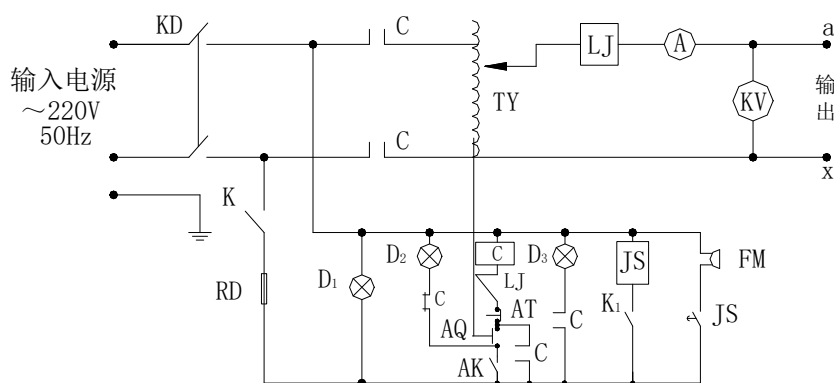 KD
C
LJ
A
a
输入电源
～220V
50Hz
TY
KV
输
出
C
x
K
RD
D₁
D₂
C
D₃
JS
FM
C
LJ
K₁
JS
AT
AQ
C
C
AK